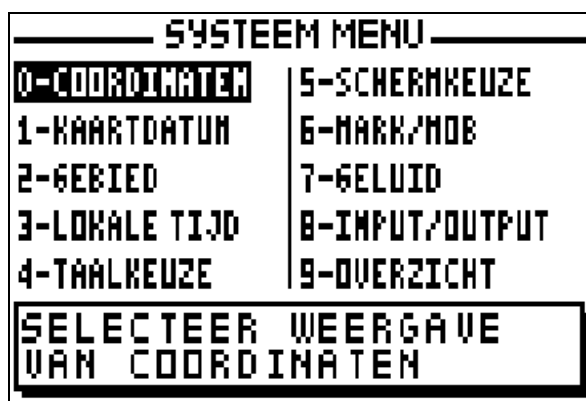 SYSTEEM MENU
0-COORDINATEN
1-KAARTDATUM
2-GEBIED
3-LOKALE TIJD
4-TAALKEUZE
5-SCHERMKEUZE
6-MARK/MOB
7-GELUID
8-INPUT/OUTPUT
9-OVERZICHT
SELECTEER WEERGAVE
VAN COORDINATEN